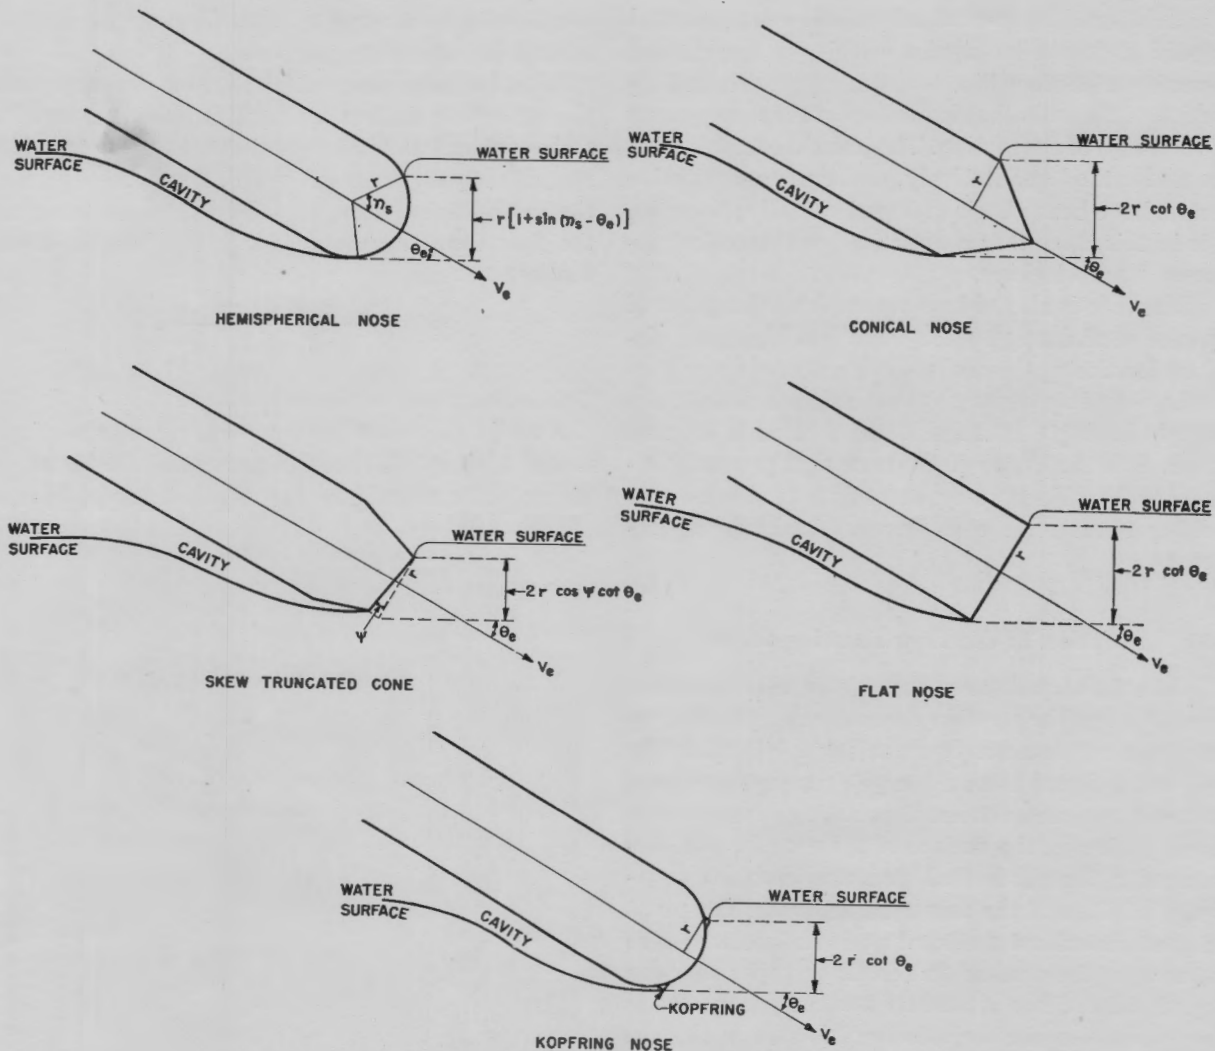 WATER
SURFACE
CAVITY
r
ηs
WATER SURFACE
r[1+sin(ηs - θe)]
θe
Ve
HEMISPHERICAL NOSE
WATER
SURFACE
CAVITY
r
WATER SURFACE
2r cot θe
θe
Ve
CONICAL NOSE
WATER
SURFACE
CAVITY
r
WATER SURFACE
2r cos ψ cot θe
ψ
θe
Ve
SKEW TRUNCATED CONE
WATER
SURFACE
CAVITY
r
WATER SURFACE
2r cot θe
θe
Ve
FLAT NOSE
WATER
SURFACE
CAVITY
r
WATER SURFACE
2r cot θe
KOPFRING
θe
Ve
KOPFRING NOSE